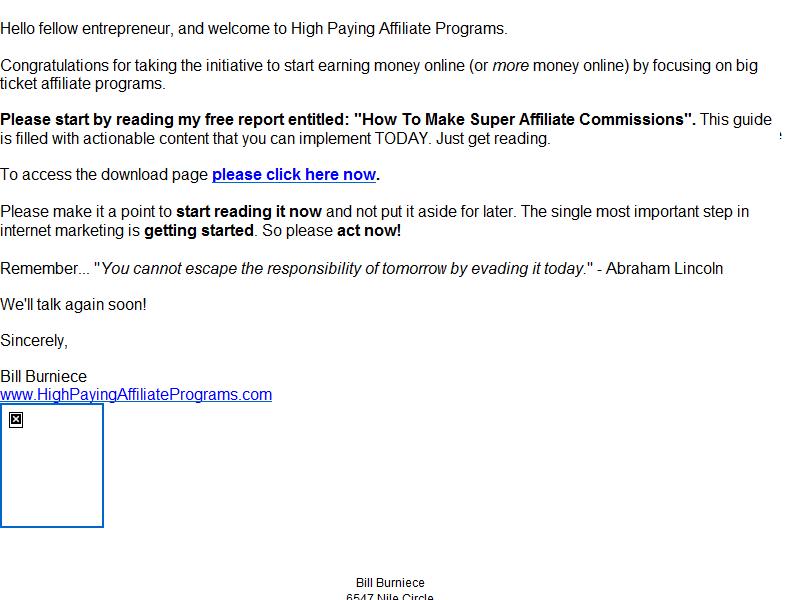 Hello fellow entrepreneur, and welcome to High Paying Affiliate Programs.
Congratulations for taking the initiative to start earning money online (or more money online) by focusing on big
ticket affiliate programs.
Please start by reading my free report entitled: "How To Make Super Affiliate Commissions". This guide
is filled with actionable content that you can implement TODAY. Just get reading.
To access the download page please click here now.
Please make it a point to start reading it now and not put it aside for later. The single most important step in
internet marketing is getting started. So please act now!
Remember... "You cannot escape the responsibility of tomorrow by evading it today." - Abraham Lincoln
We'll talk again soon!
Sincerely,
Bill Burniece
www.HighPayingAffiliatePrograms.com
Bill Burniece
6547 Nile Circle